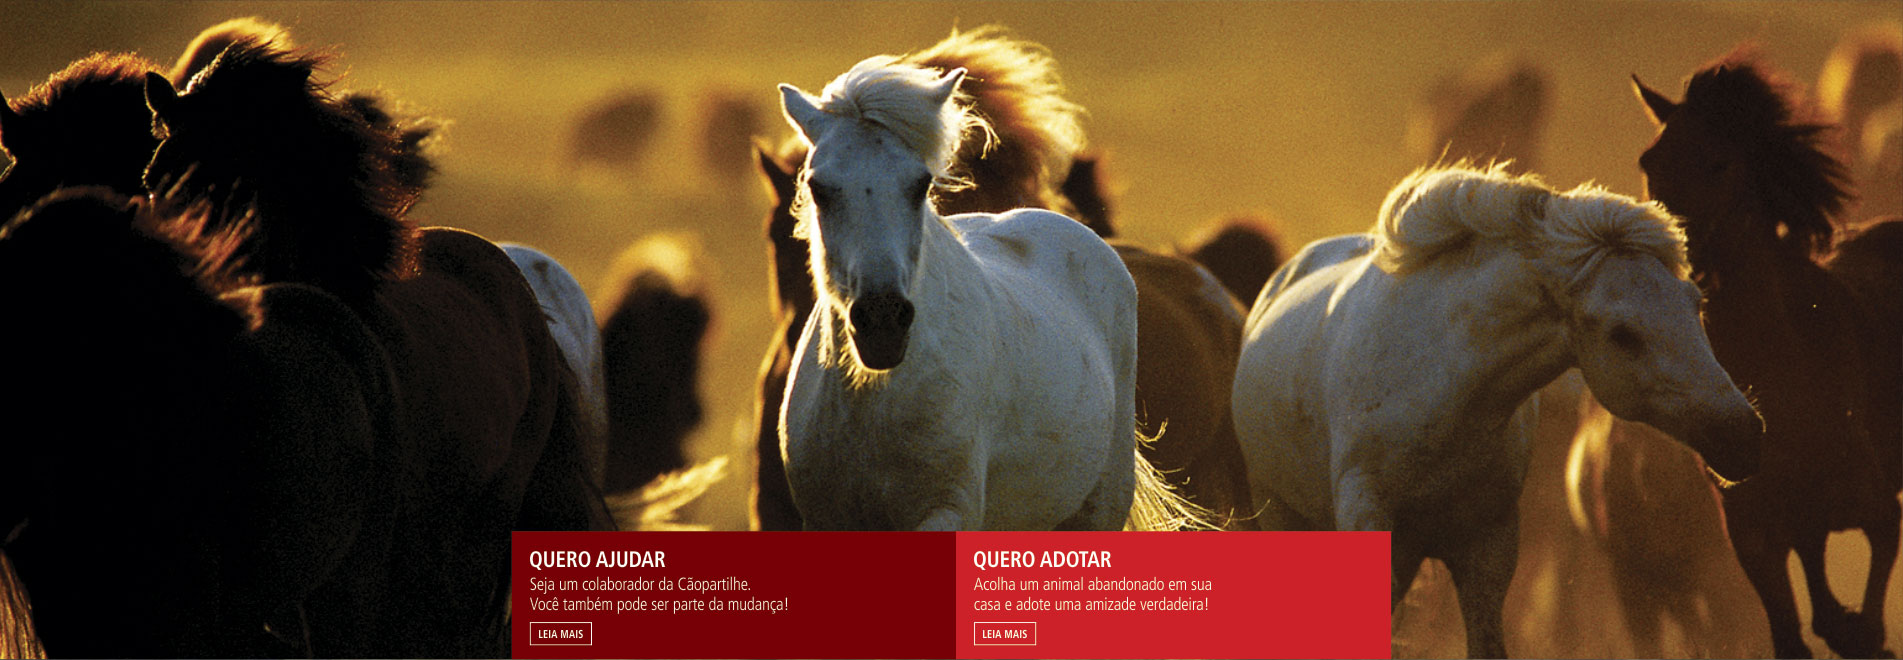 QUERO AJUDAR
Seja um colaborador da Cãopartilhe.
Você também pode ser parte da mudança!
LEIA MAIS
QUERO ADOTAR
Acolha um animal abandonado em sua
casa e adote uma amizade verdadeira!
LEIA MAIS